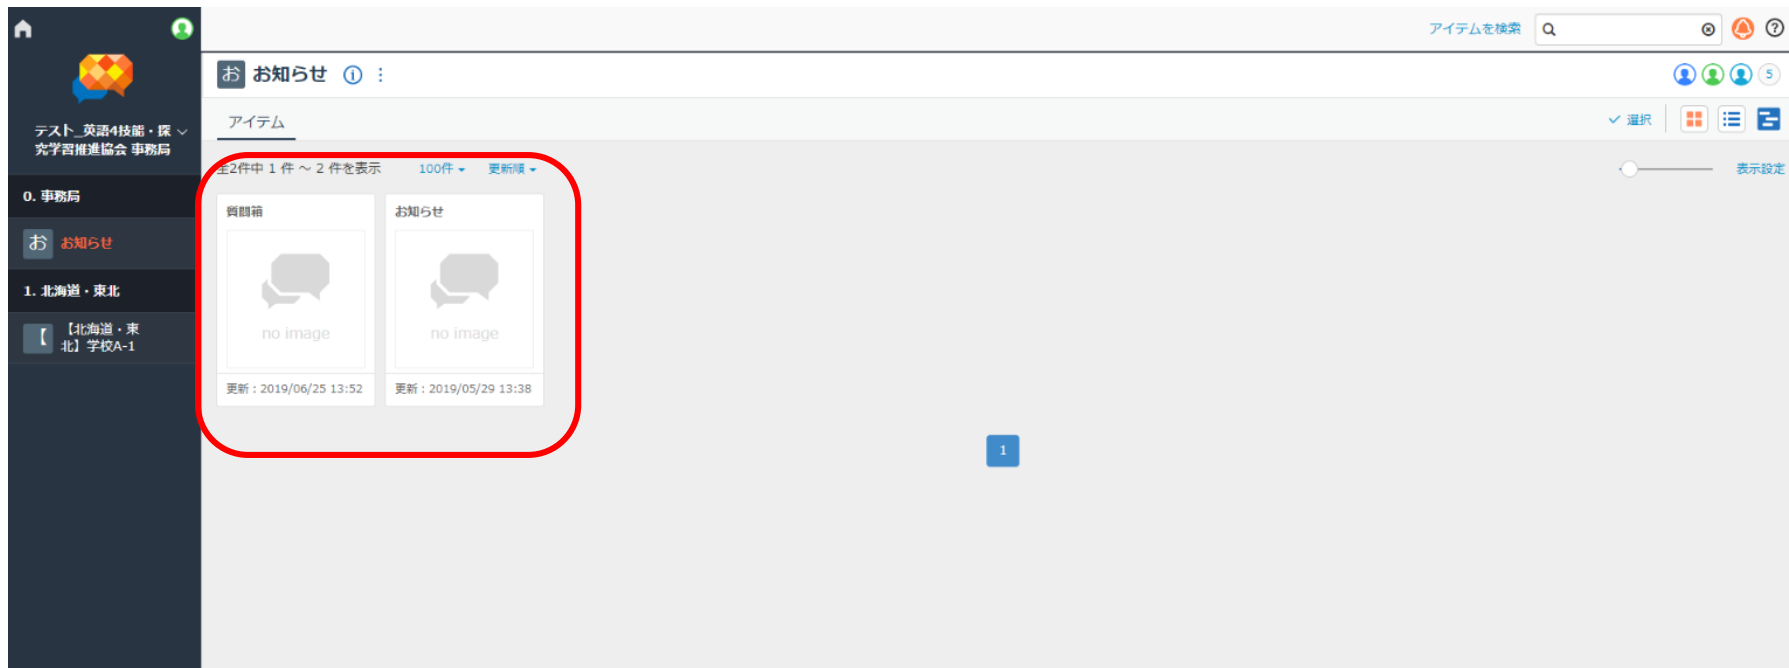 アイテムを検索
お お知らせ
5
アイテム
選択
テスト_英語4技能・探
究学習推進協会 事務局
全2件中 1 件 ～ 2 件を表示 100件 更新順
表示設定
0. 事務局
お お知らせ
1. 北海道・東北
【 【北海道・東
北】学校A-1
質問箱
no image
更新：2019/06/25 13:52
お知らせ
no image
更新：2019/05/29 13:38
1